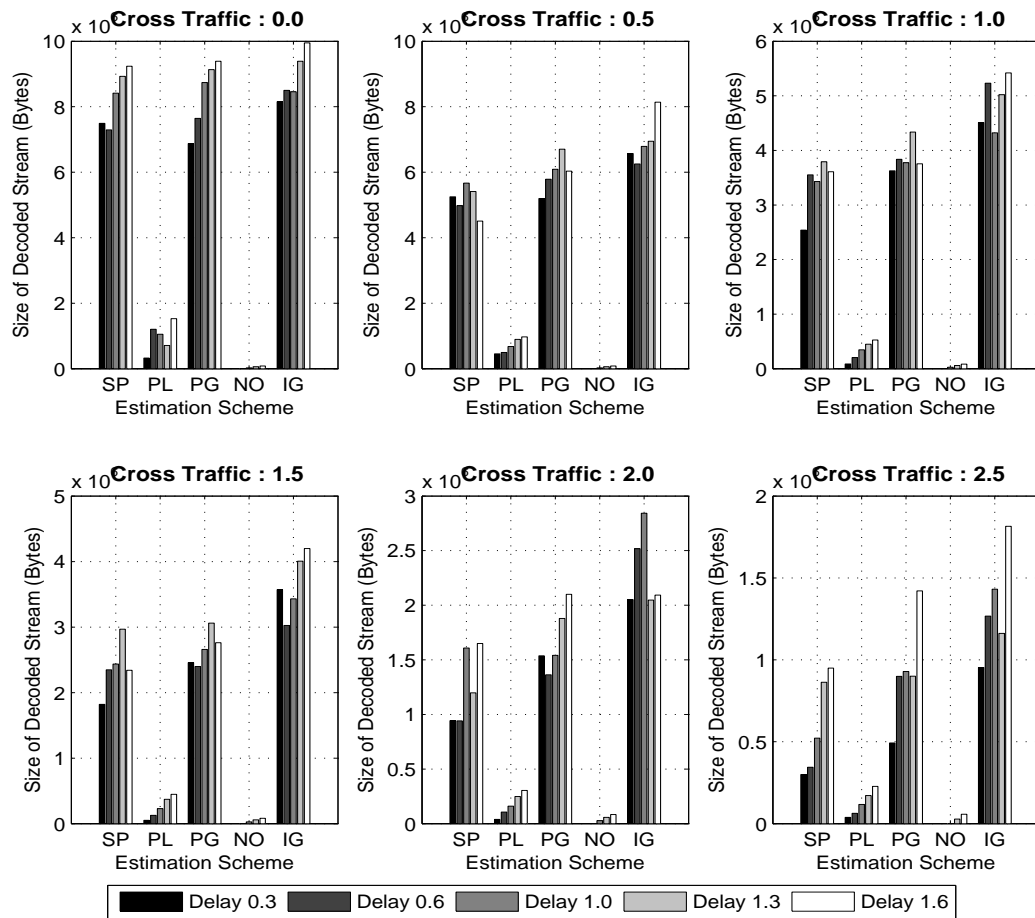 x 10
Cross Traffic : 0.0
10
8
6
4
2
0
Size of Decoded Stream (Bytes)
SP PL PG NO IG
Estimation Scheme
x 10
Cross Traffic : 0.5
10
8
6
4
2
0
Size of Decoded Stream (Bytes)
SP PL PG NO IG
Estimation Scheme
x 10
Cross Traffic : 1.0
6
5
4
3
2
1
0
Size of Decoded Stream (Bytes)
SP PL PG NO IG
Estimation Scheme
x 10
Cross Traffic : 1.5
5
4
3
2
1
0
Size of Decoded Stream (Bytes)
SP PL PG NO IG
Estimation Scheme
x 10
Cross Traffic : 2.0
3
2.5
2
1.5
1
0.5
0
Size of Decoded Stream (Bytes)
SP PL PG NO IG
Estimation Scheme
x 10
Cross Traffic : 2.5
2
1.5
1
0.5
0
Size of Decoded Stream (Bytes)
SP PL PG NO IG
Estimation Scheme
Delay 0.3 Delay 0.6 Delay 1.0 Delay 1.3 Delay 1.6